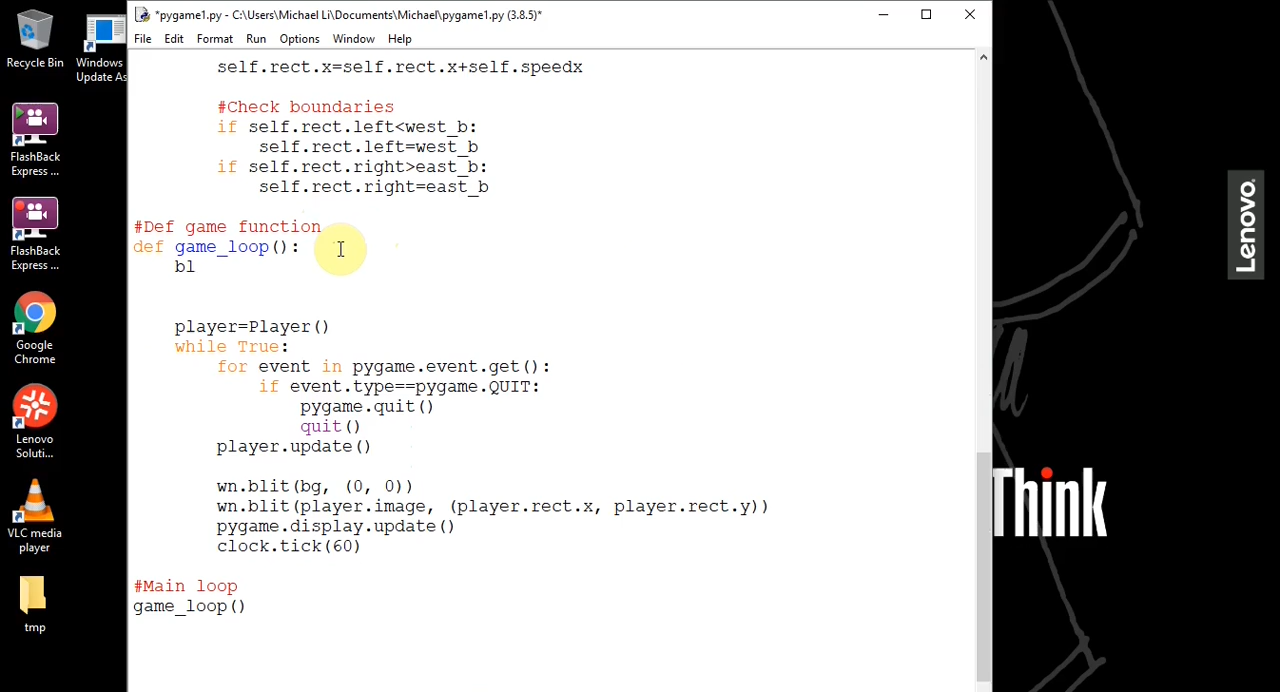 *pygame1.py - C:\Users\Michael Li\Documents\Michael\pygame1.py (3.8.5)*
File Edit Format Run Options Window Help
Recycle Bin
Windows
Update As
FlashBack
Express ...
FlashBack
Express ...
Google
Chrome
Lenovo
Soluti...
VLC media
player
tmp
self.rect.x=self.rect.x+self.speedx
#Check boundaries
if self.rect.left<west_b:
self.rect.left=west_b
if self.rect.right>east_b:
self.rect.right=east_b
#Def game function
def game_loop():
bl
player=Player()
while True:
for event in pygame.event.get():
if event.type==pygame.QUIT:
pygame.quit()
quit()
player.update()
wn.blit(bg, (0, 0))
wn.blit(player.image, (player.rect.x, player.rect.y))
pygame.display.update()
clock.tick(60)
#Main loop
game_loop()
Lenovo
Think